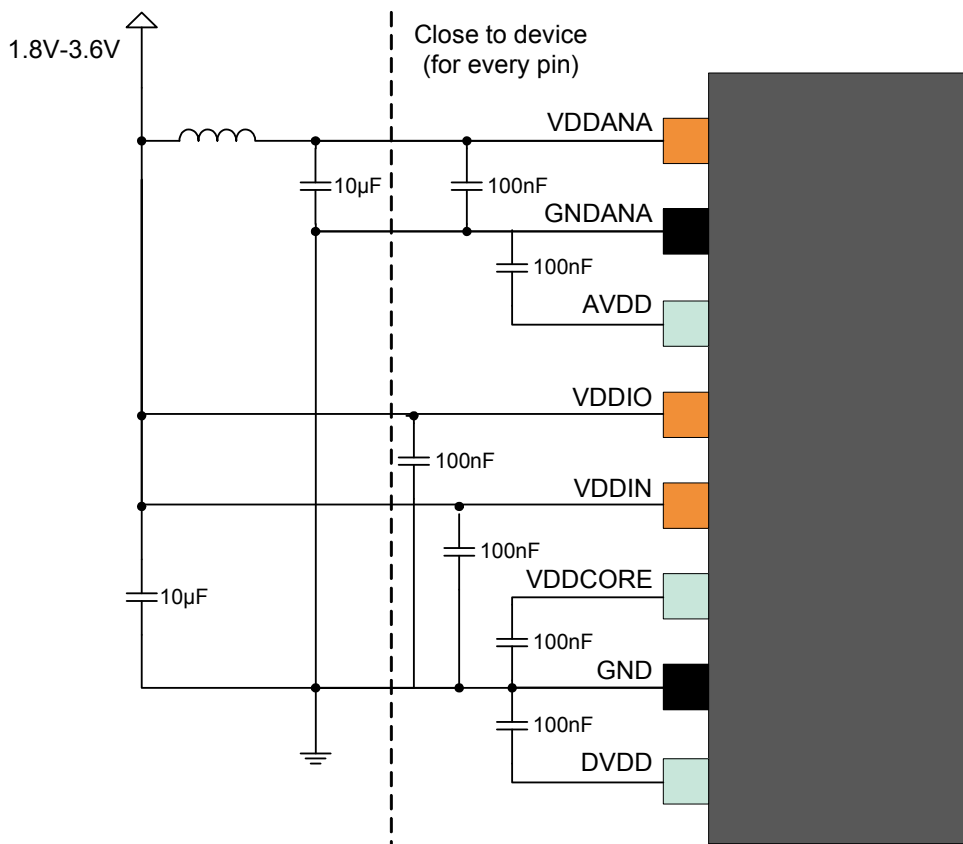 1.8V-3.6V
Close to device
(for every pin)
VDDANA
10µF
100nF
GNDANA
100nF
AVDD
VDDIO
100nF
VDDIN
100nF
VDDCORE
10µF
100nF
GND
100nF
DVDD